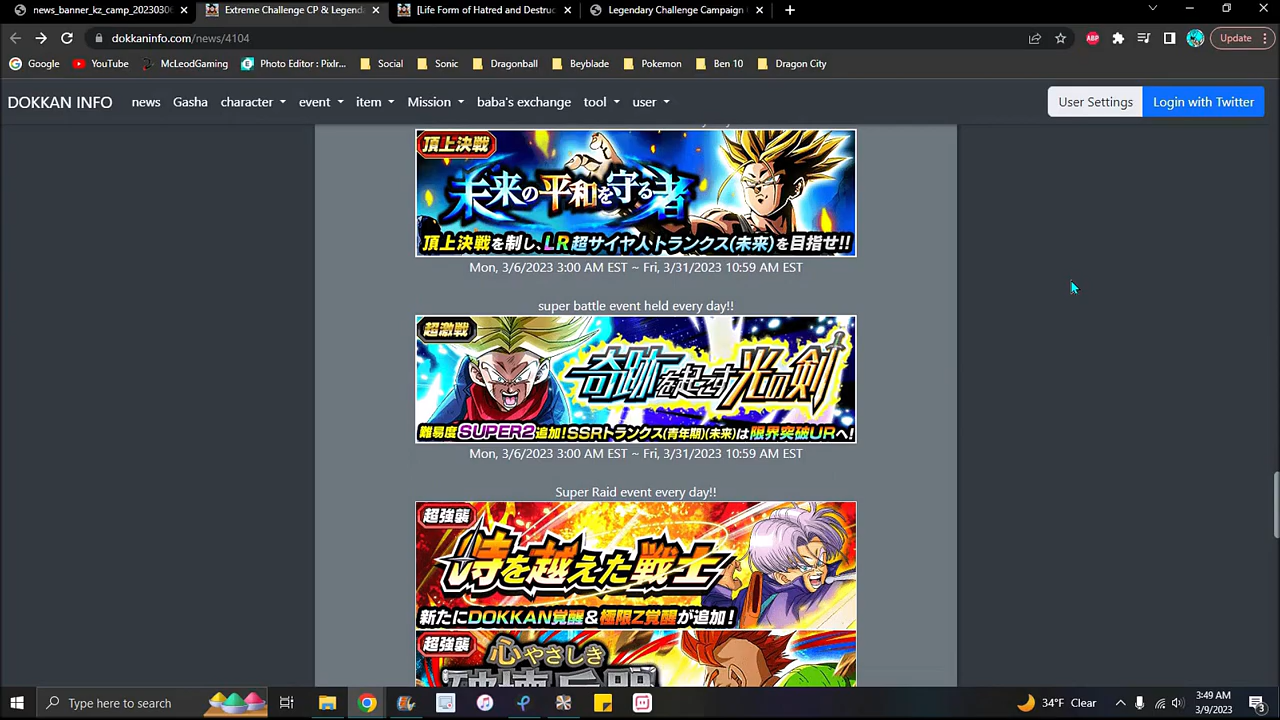 news_banner_kz_camp_2023030
Extreme Challenge CP & Legenda
[Life Form of Hatred and Destruc
Legendary Challenge Campaign
dokkaninfo.com/news/4104
ABP
Update
Google
YouTube
McLeodGaming
Photo Editor : Pixlr...
Social
Sonic
Dragonball
Beyblade
Pokemon
Ben 10
Dragon City
DOKKAN INFO
news
Gasha
character
event
item
Mission
baba's exchange
tool
user
User Settings
Login with Twitter
頂上決戦
未来の平和を守る者
頂上決戦を制し、LR超サイヤ人トランクス(未来)を目指せ!!
Mon, 3/6/2023 3:00 AM EST ~ Fri, 3/31/2023 10:59 AM EST
super battle event held every day!!
超激戦
奇跡を起こす光の剣
難易度SUPER2追加!SSRトランクス(青年期)(未来)は限界突破URへ!
Mon, 3/6/2023 3:00 AM EST ~ Fri, 3/31/2023 10:59 AM EST
Super Raid event every day!!
超強襲
時を越えた戦士
新たにDOKKAN覚醒&極限Z覚醒が追加!
超強襲
心やさしき
Type here to search
34°F Clear
3:49 AM
3/9/2023
3